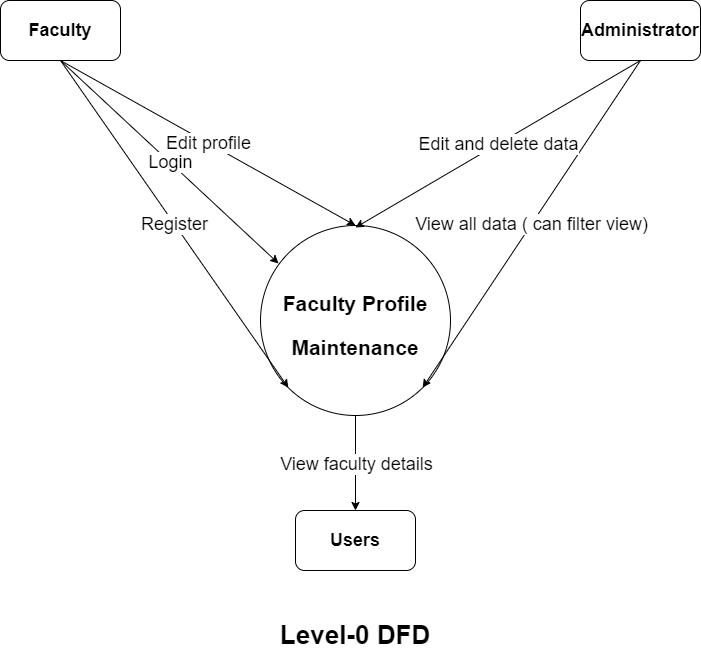 Faculty
Administrator
Edit profile
Edit and delete data
Login
Register
View all data ( can filter view)
Faculty Profile
Maintenance
View faculty details
Users
Level-0 DFD